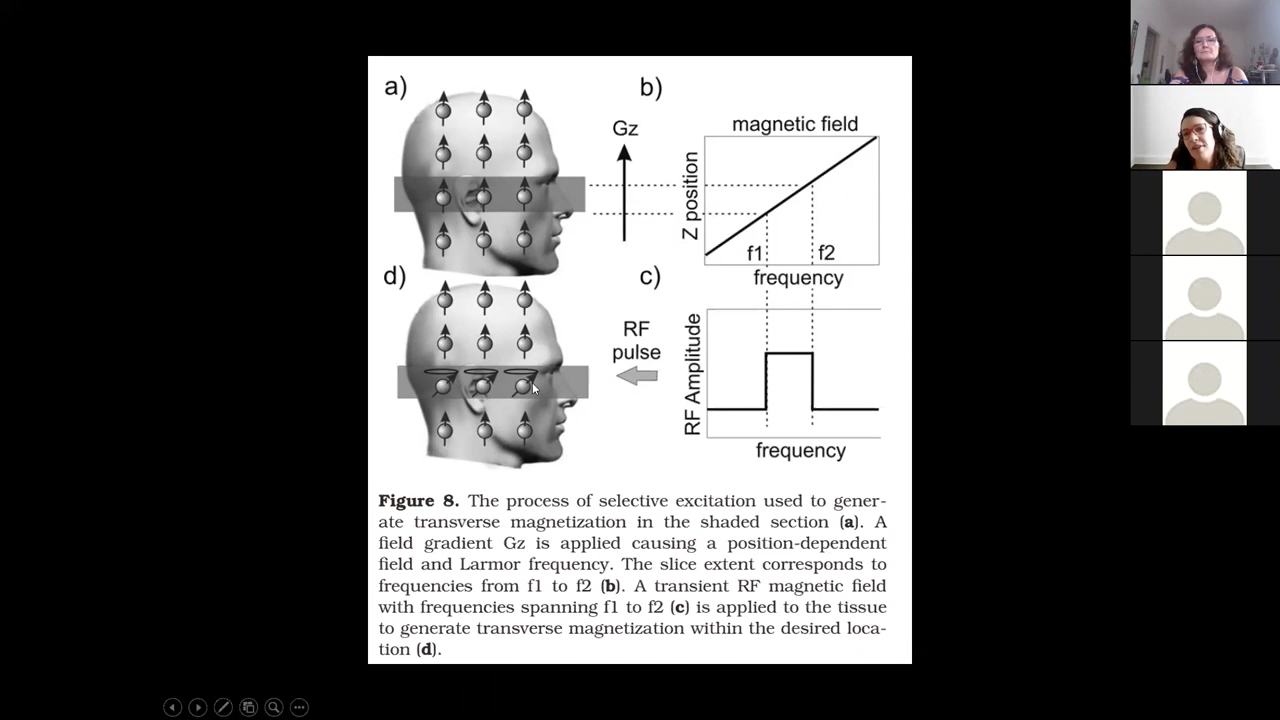 a)
b)
Gz
magnetic field
Z position
f1
f2
frequency
d)
c)
RF
pulse
RF Amplitude
frequency
Figure 8. The process of selective excitation used to gener-
ate transverse magnetization in the shaded section (a). A
field gradient Gz is applied causing a position-dependent
field and Larmor frequency. The slice extent corresponds to
frequencies from f1 to f2 (b). A transient RF magnetic field
with frequencies spanning f1 to f2 (c) is applied to the tissue
to generate transverse magnetization within the desired loca-
tion (d).